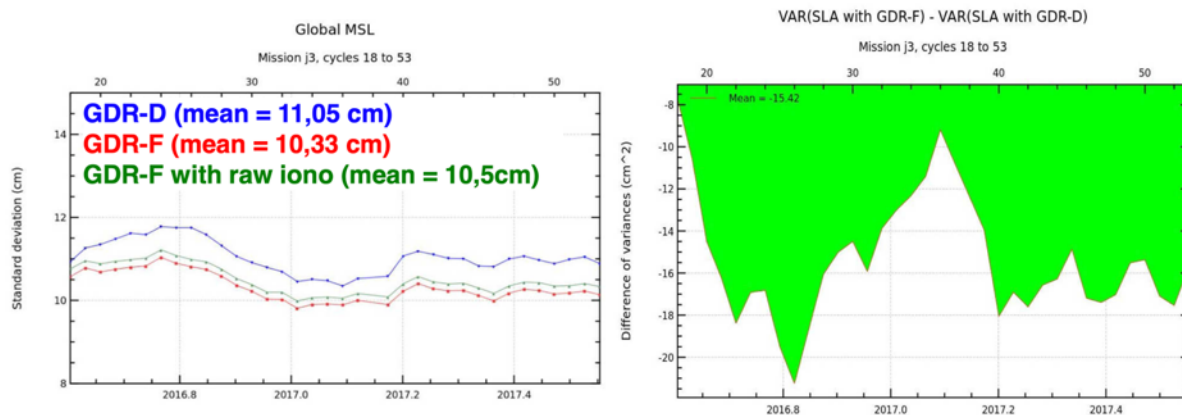 Global MSL
Mission j3, cycles 18 to 53
20 30 40 50
GDR-D (mean = 11,05 cm)
GDR-F (mean = 10,33 cm)
GDR-F with raw iono (mean = 10,5cm)
Standard deviation (cm)
14
12
10
8
2016.8 2017.0 2017.2 2017.4
VAR(SLA with GDR-F) - VAR(SLA with GDR-D)
Mission j3, cycles 18 to 53
20 30 40 50
Mean = -15.42
Difference of variances (cm^2)
-8
-10
-12
-14
-16
-18
-20
2016.8 2017.0 2017.2 2017.4